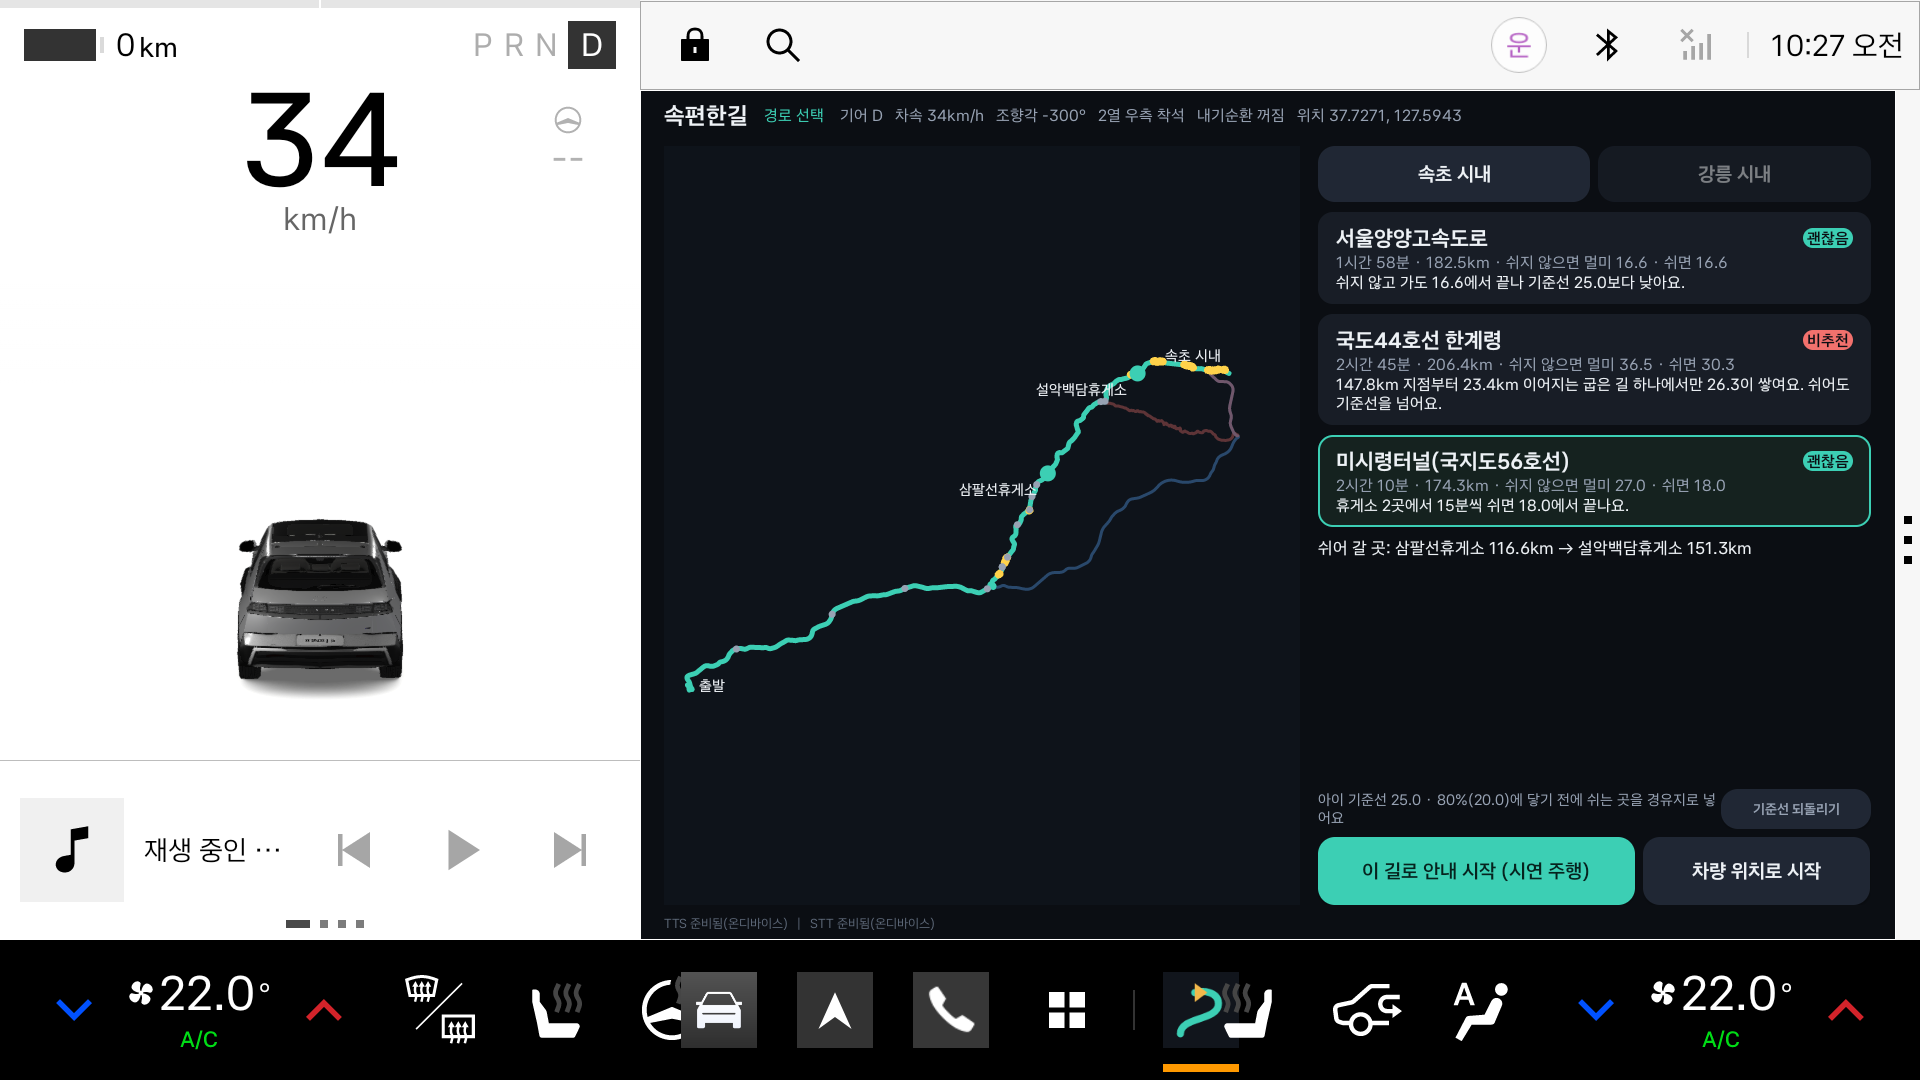 0 km
P R N D
34
km/h
--
재생 중인 ···
운
10:27 오전
속편한길 경로 선택 기어 D 차속 34km/h 조향각 -300° 2열 우측 착석 내기순환 꺼짐 위치 37.7271, 127.5943
속초 시내
설악백담휴게소
삼팔선휴게소
출발
속초 시내
강릉 시내
서울양양고속도로
괜찮음
1시간 58분 · 182.5km · 쉬지 않으면 멀미 16.6 · 쉬면 16.6
쉬지 않고 가도 16.6에서 끝나 기준선 25.0보다 낮아요.
국도44호선 한계령
비추천
2시간 45분 · 206.4km · 쉬지 않으면 멀미 36.5 · 쉬면 30.3
147.8km 지점부터 23.4km 이어지는 굽은 길 하나에서만 26.3이 쌓여요. 쉬어도
기준선을 넘어요.
미시령터널(국지도56호선)
괜찮음
2시간 10분 · 174.3km · 쉬지 않으면 멀미 27.0 · 쉬면 18.0
휴게소 2곳에서 15분씩 쉬면 18.0에서 끝나요.
쉬어 갈 곳: 삼팔선휴게소 116.6km → 설악백담휴게소 151.3km
아이 기준선 25.0 · 80%(20.0)에 닿기 전에 쉬는 곳을 경유지로 넣
어요
기준선 되돌리기
이 길로 안내 시작 (시연 주행)
차량 위치로 시작
TTS 준비됨(온디바이스) | STT 준비됨(온디바이스)
22.0°
A/C
A
22.0°
A/C